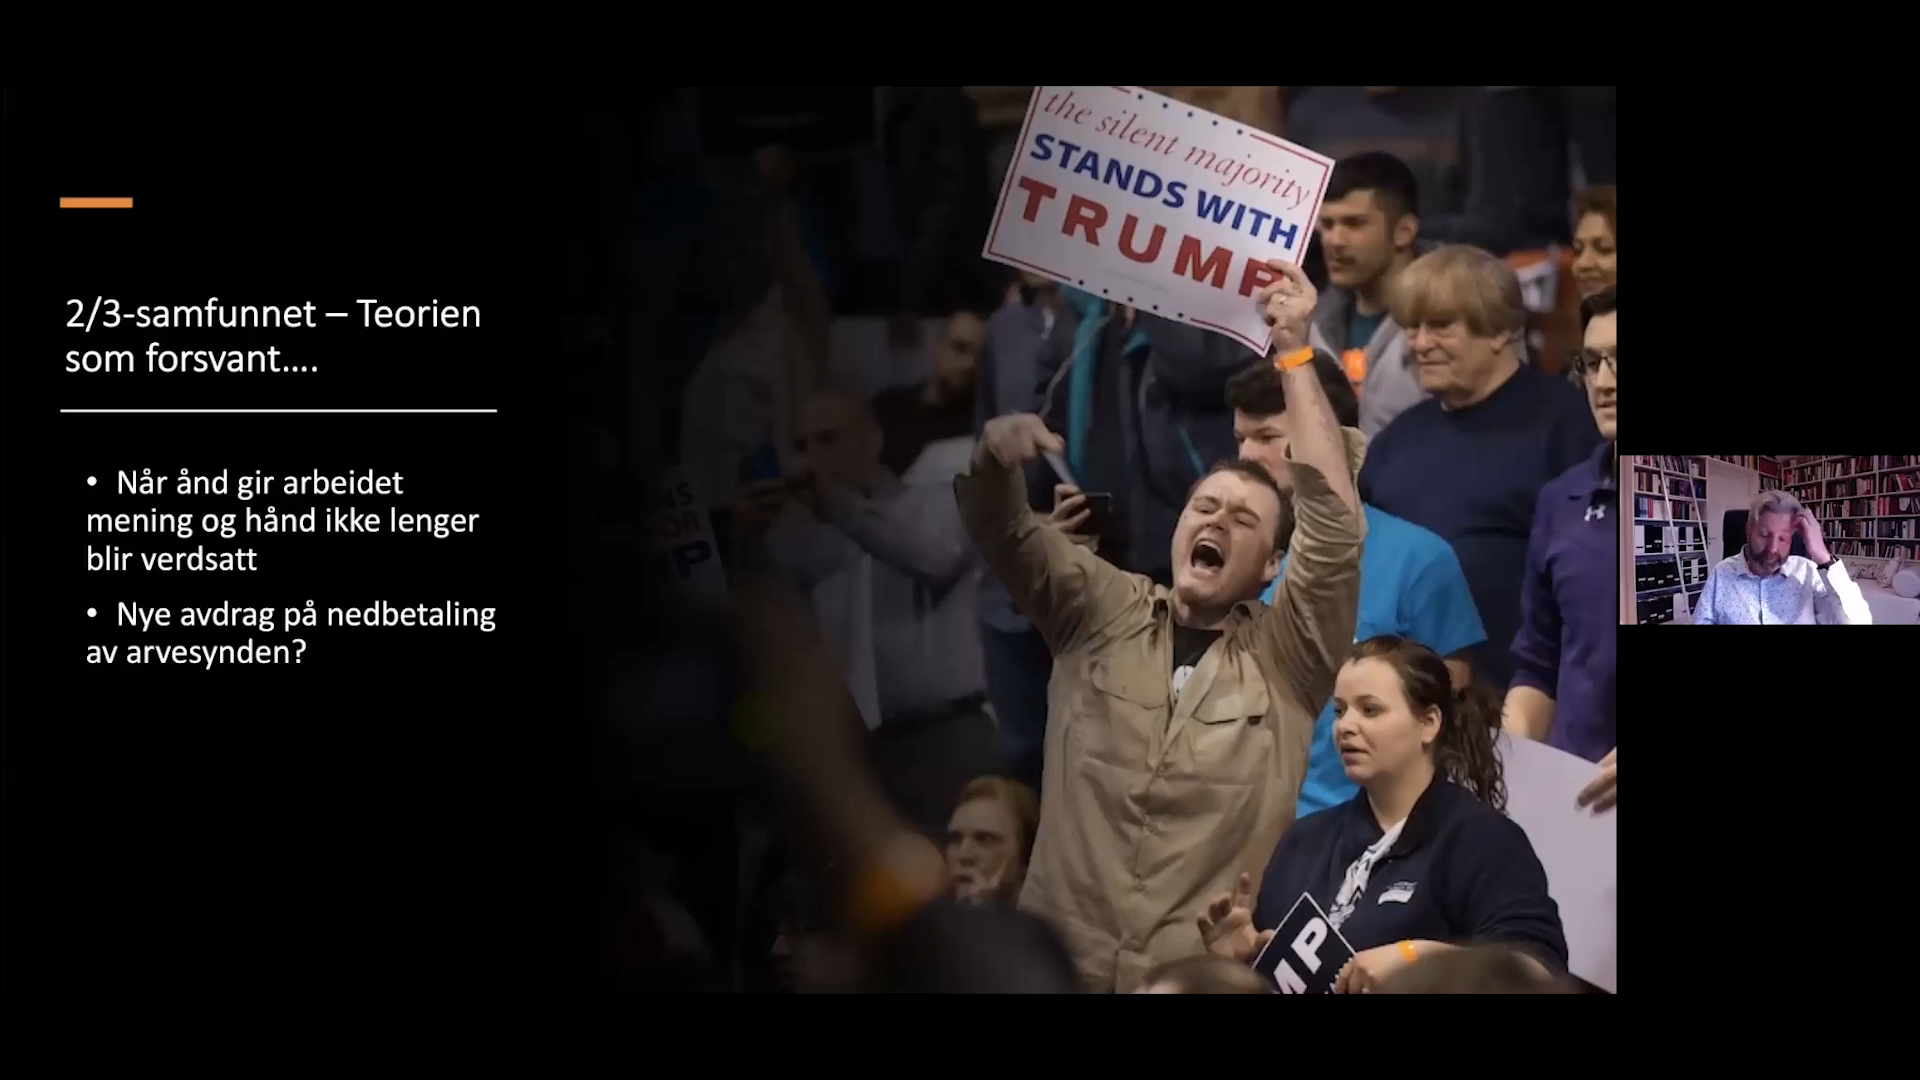 2/3-samfunnet – Teorien
som forsvant....
• Når ånd gir arbeidet
mening og hånd ikke lenger
blir verdsatt
• Nye avdrag på nedbetaling
av arvesynden?
the silent majority
STANDS WITH
TRUMP
MP